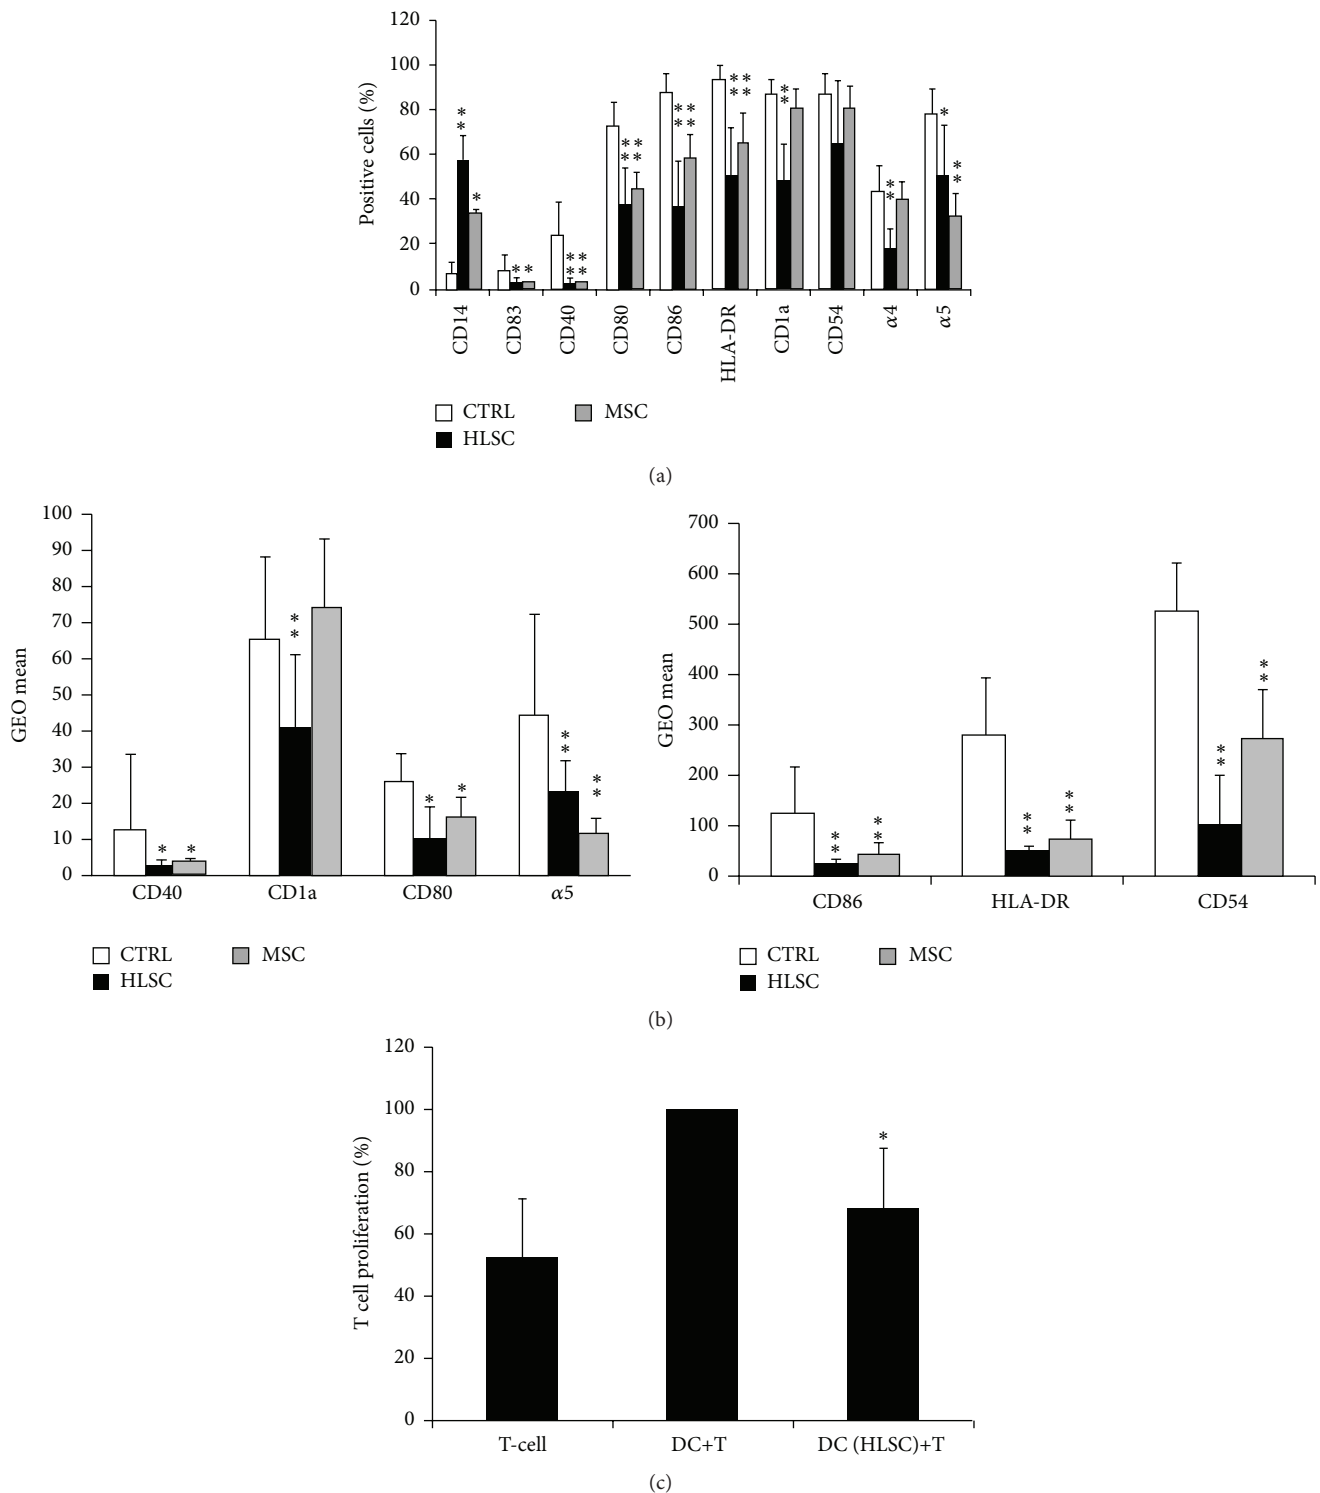 120
100
80
60
40
20
0
Positive cells (%)
* *
*
* *
* * * *
* * * *
* * * *
* * * *
* *
* *
*
* *
CD14
CD83
CD40
CD80
CD86
HLA-DR
CD1a
CD54
α4
α5
CTRL
MSC
HLSC
(a)
100
90
80
70
60
50
40
30
20
10
0
GEO mean
* *
* *
* *
*
* *
* *
CD40
CD1a
CD80
α5
CTRL
MSC
HLSC
700
600
500
400
300
200
100
0
GEO mean
* *
* *
* *
* *
* *
* *
CD86
HLA-DR
CD54
CTRL
MSC
HLSC
(b)
120
100
80
60
40
20
0
T cell proliferation (%)
*
T-cell
DC+T
DC (HLSC)+T
(c)